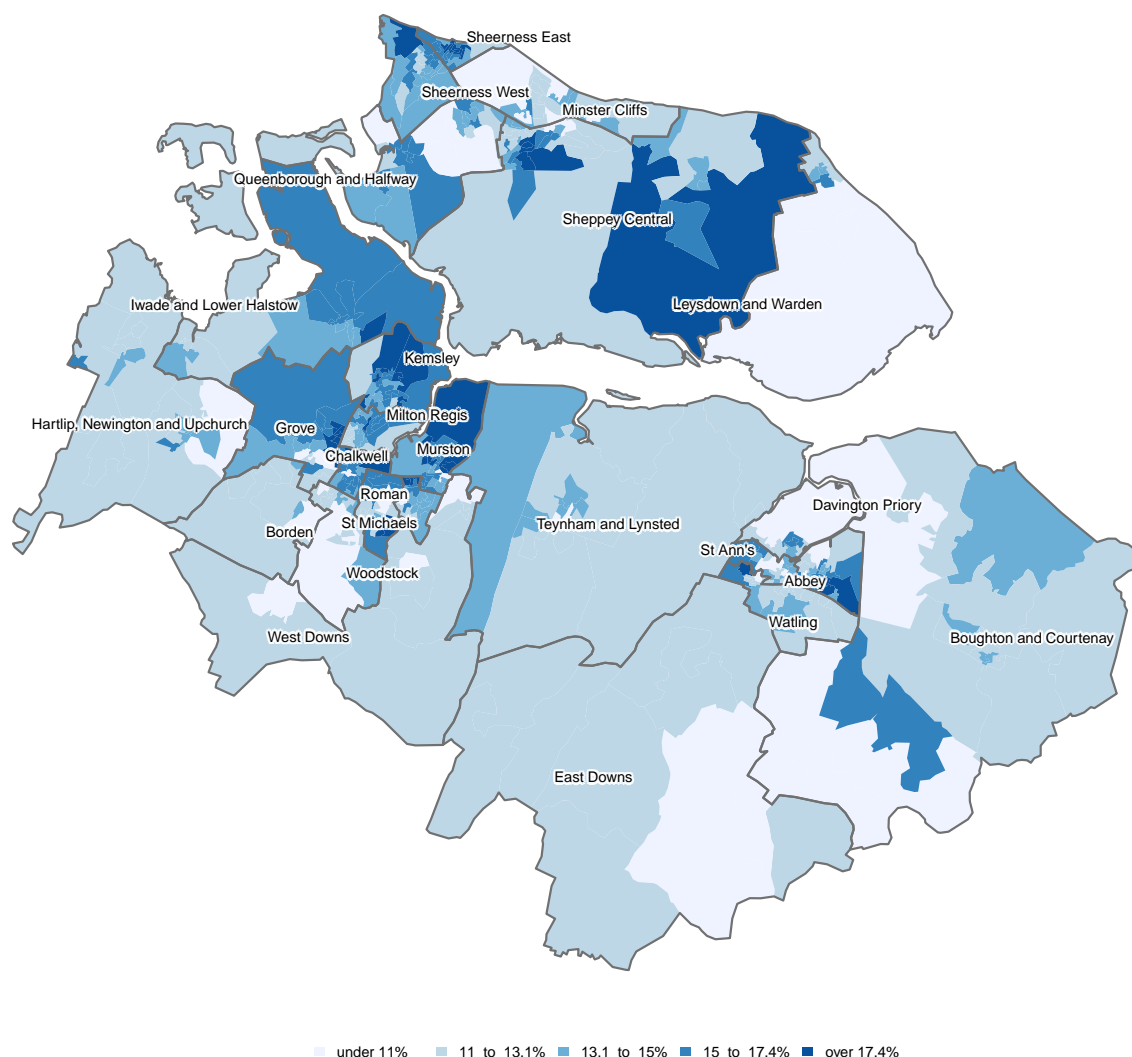 Sheerness East
Sheerness West
Minster Cliffs
Queenborough and Halfway
Sheppey Central
Iwade and Lower Halstow
Leysdown and Warden
Kemsley
Milton Regis
Hartlip, Newington and Upchurch
Grove
Murston
Chalkwell
Roman
Davington Priory
St Michaels
Teynham and Lynsted
Borden
St Ann's
Woodstock
Abbey
Watling
West Downs
Boughton and Courtenay
East Downs
under 11% 11 to 13.1% 13.1 to 15% 15 to 17.4% over 17.4%